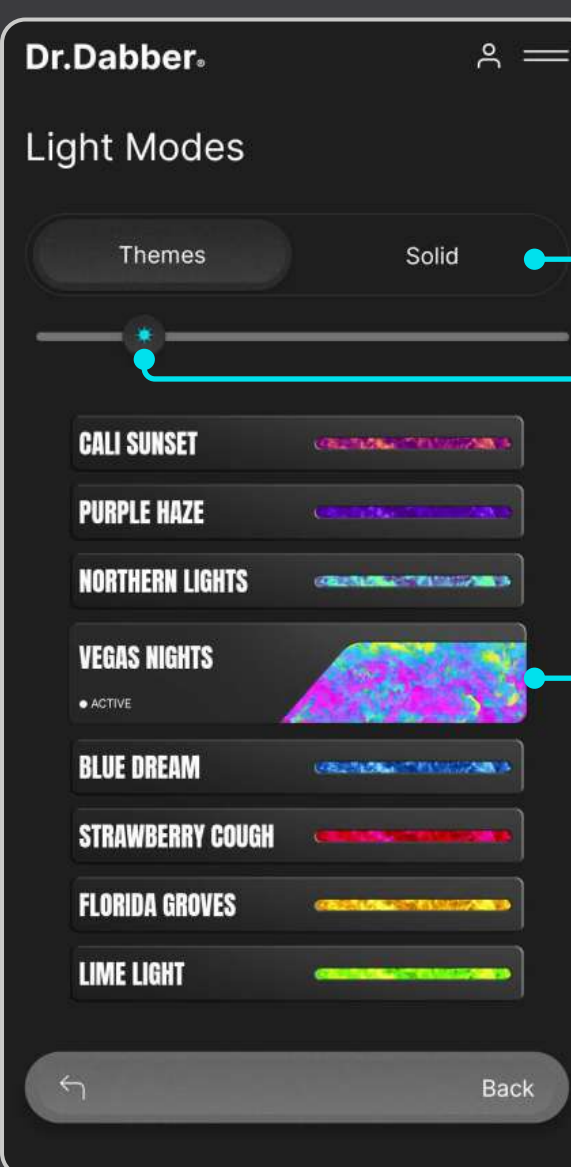 Dr.Dabber®
Light Modes
Themes Solid
CALI SUNSET
PURPLE HAZE
NORTHERN LIGHTS
VEGAS NIGHTS
ACTIVE
BLUE DREAM
STRAWBERRY COUGH
FLORIDA GROVES
LIME LIGHT
Back